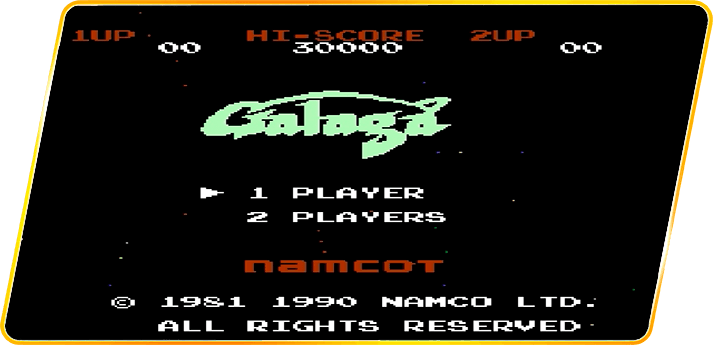 1UP HI-SCORE 2UP
00 30000 00
Galaga
► 1 PLAYER
2 PLAYERS
namcot
© 1981 1990 NAMCO LTD.
ALL RIGHTS RESERVED